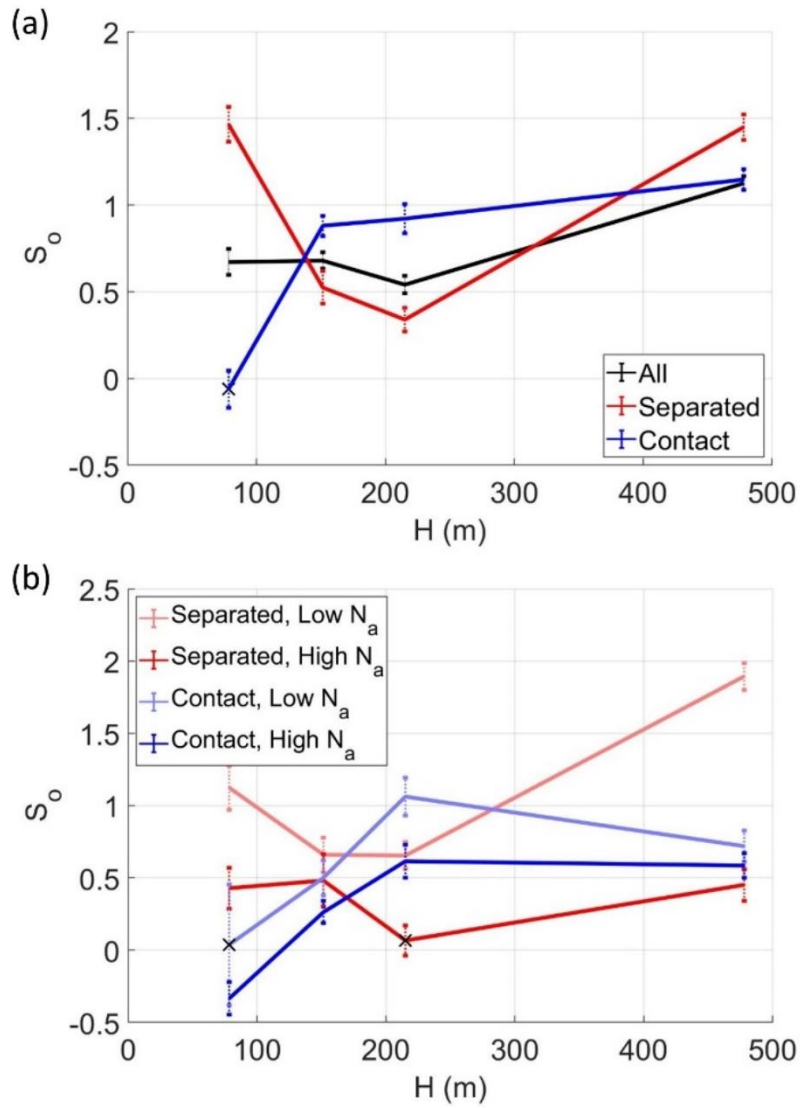 (a)
2
1.5
1
0.5
0
-0.5
S_o
All
Separated
Contact
0 100 200 300 400 500
H (m)
(b)
2.5
2
1.5
1
0.5
0
-0.5
S_o
Separated, Low N_a
Separated, High N_a
Contact, Low N_a
Contact, High N_a
0 100 200 300 400 500
H (m)